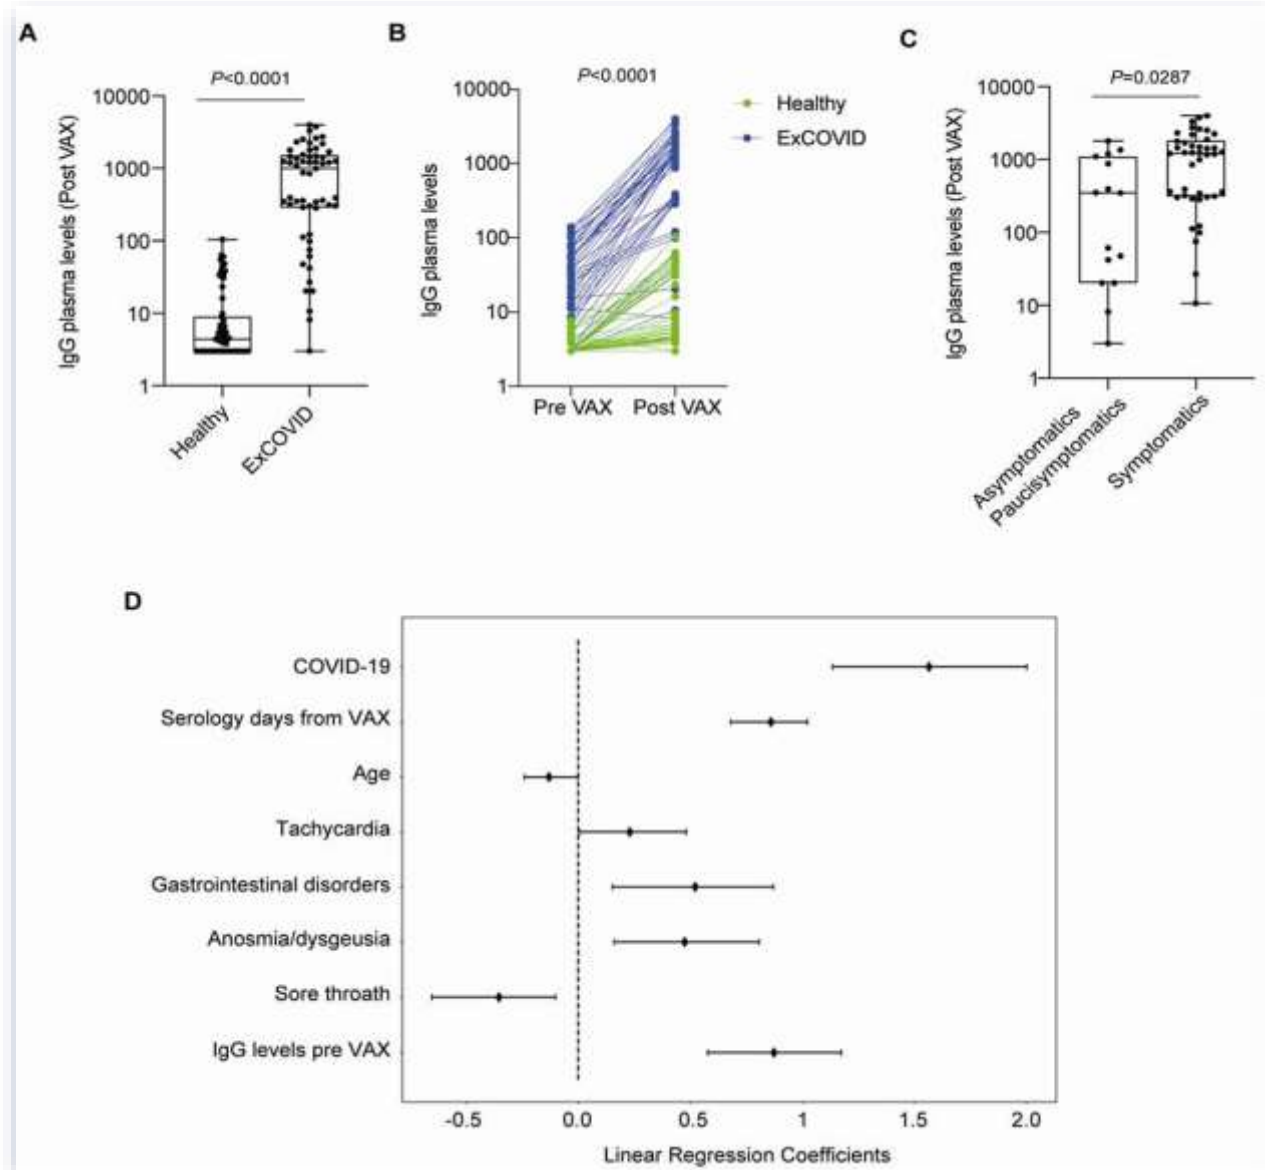 A
P<0.0001
IgG plasma levels (Post VAX)
10000
1000
100
10
1
Healthy
ExCOVID
B
P<0.0001
IgG plasma levels
10000
1000
100
10
1
Pre VAX
Post VAX
Healthy
ExCOVID
C
P=0.0287
IgG plasma levels (Post VAX)
10000
1000
100
10
1
Asymptomatics
Paucisymptomatics
Symptomatics
D
COVID-19
Serology days from VAX
Age
Tachycardia
Gastrointestinal disorders
Anosmia/dysgeusia
Sore throath
IgG levels pre VAX
-0.5
0.0
0.5
1
1.5
2.0
Linear Regression Coefficients